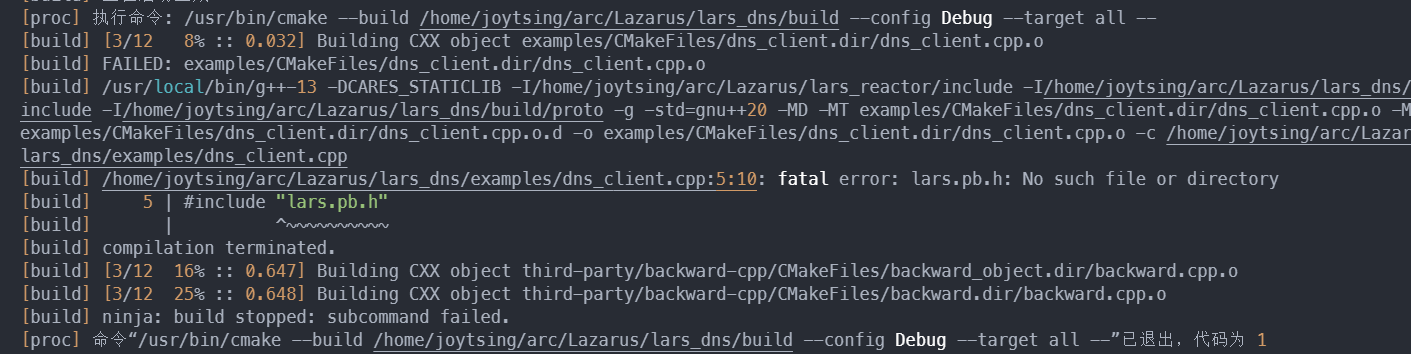 [proc] 执行命令: /usr/bin/cmake --build /home/joytsing/arc/Lazarus/lars_dns/build --config Debug --target all --
[build] [3/12   8% :: 0.032] Building CXX object examples/CMakeFiles/dns_client.dir/dns_client.cpp.o
[build] FAILED: examples/CMakeFiles/dns_client.dir/dns_client.cpp.o
[build] /usr/local/bin/g++-13 -DCARES_STATICLIB -I/home/joytsing/arc/Lazarus/lars_reactor/include -I/home/joytsing/arc/Lazarus/lars_dns/
include -I/home/joytsing/arc/Lazarus/lars_dns/build/proto -g -std=gnu++20 -MD -MT examples/CMakeFiles/dns_client.dir/dns_client.cpp.o -M
examples/CMakeFiles/dns_client.dir/dns_client.cpp.o.d -o examples/CMakeFiles/dns_client.dir/dns_client.cpp.o -c /home/joytsing/arc/Lazar
lars_dns/examples/dns_client.cpp
[build] /home/joytsing/arc/Lazarus/lars_dns/examples/dns_client.cpp:5:10: fatal error: lars.pb.h: No such file or directory
[build]     5 | #include "lars.pb.h"
[build]       |          ^~~~~~~~~~~
[build] compilation terminated.
[build] [3/12  16% :: 0.647] Building CXX object third-party/backward-cpp/CMakeFiles/backward_object.dir/backward.cpp.o
[build] [3/12  25% :: 0.648] Building CXX object third-party/backward-cpp/CMakeFiles/backward.dir/backward.cpp.o
[build] ninja: build stopped: subcommand failed.
[proc] 命令“/usr/bin/cmake --build /home/joytsing/arc/Lazarus/lars_dns/build --config Debug --target all --”已退出，代码为 1